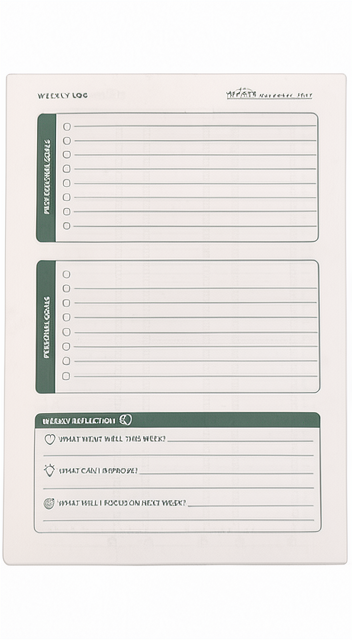 WEEKLY LOG
GOALS
PERSONAL GOALS
WEEKLY REFLECTION
WHAT WENT WELL THIS WEEK?
WHAT CAN I IMPROVE?
WHAT WILL I FOCUS ON NEXT WEEK?